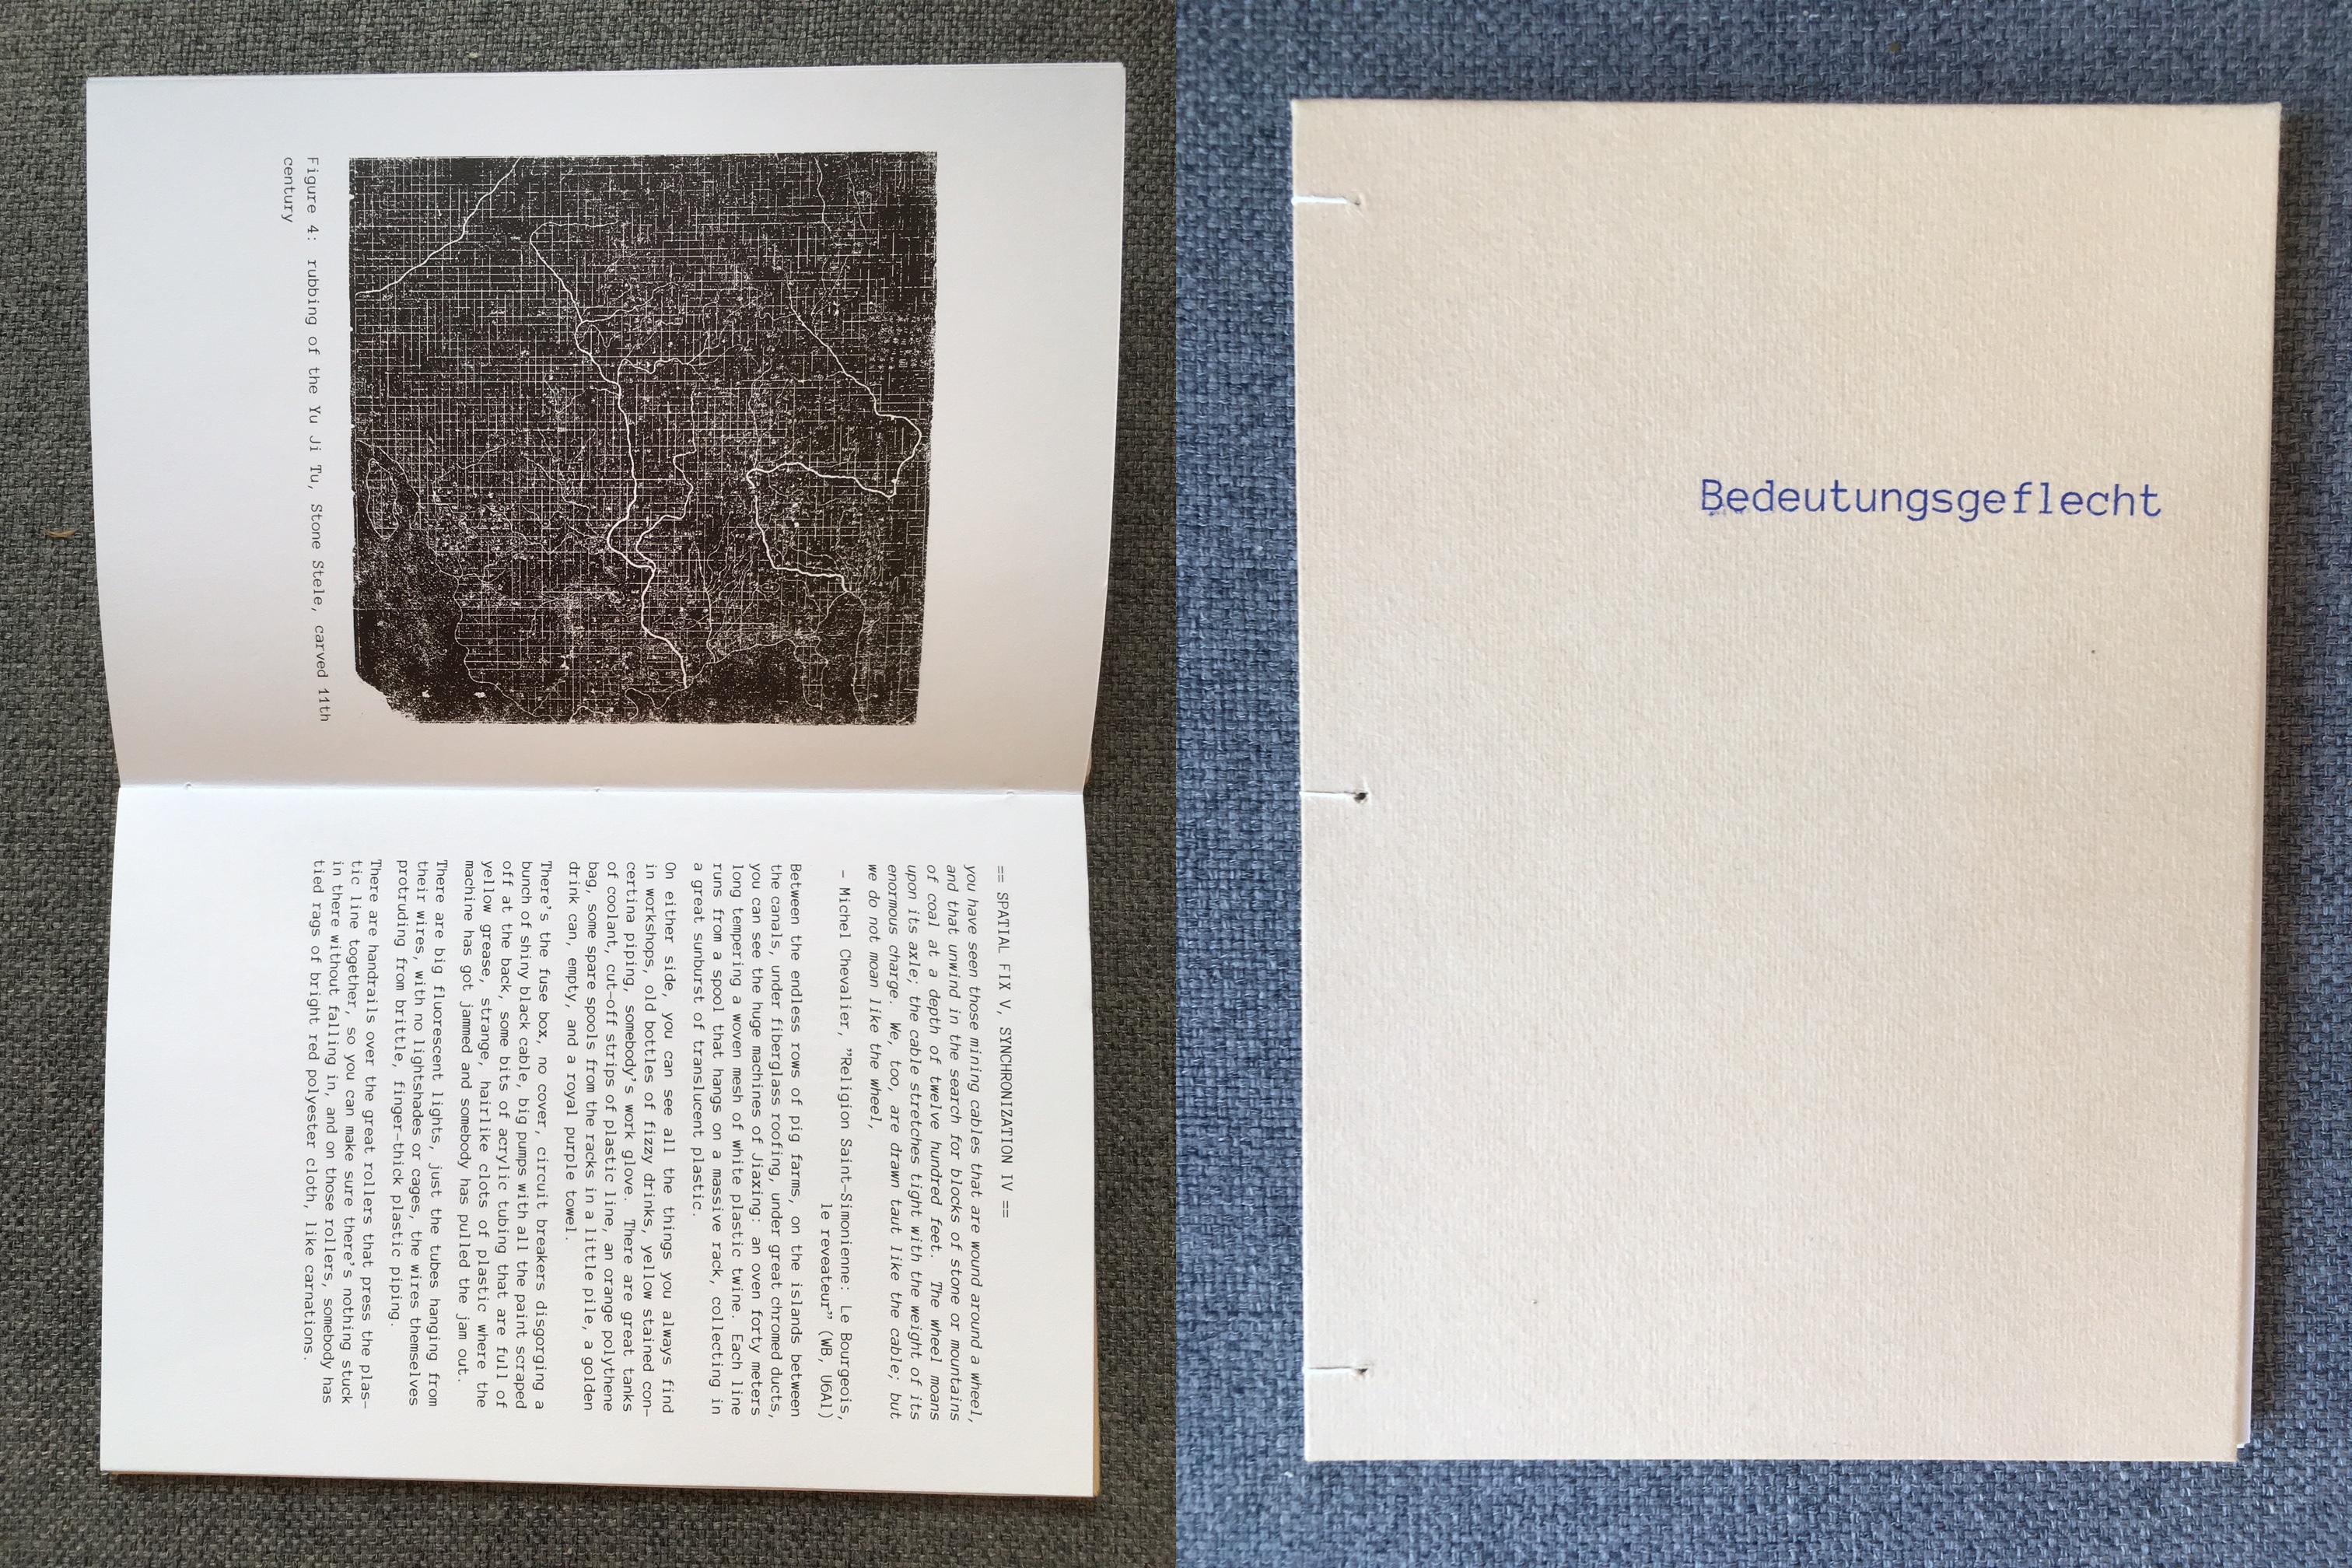 Figure 4: rubbing of the Yu Ji Tu, Stone Stele, carved 11th
century
== SPATIAL FIX V, SYNCHRONIZATION IV ==
you have seen those mining cables that are wound around a wheel,
and that unwind in the search for blocks of stone or mountains
of coal at a depth of twelve hundred feet. The wheel moans
upon its axle; the cable stretches tight with the weight of its
enormous charge. We, too, are drawn taut like the cable; but
we do not moan like the wheel,
– Michel Chevalier, ”Religion Saint-Simonienne: Le Bourgeois,
le reveateur” (WB, U6A1)
Between the endless rows of pig farms, on the islands between
the canals, under fiberglass roofing, under great chromed ducts,
you can see the huge machines of Jiaxing: an oven forty meters
long tempering a woven mesh of white plastic twine. Each line
runs from a spool that hangs on a massive rack, collecting in
a great sunburst of translucent plastic.
On either side, you can see all the things you always find
in workshops, old bottles of fizzy drinks, yellow stained con-
certina piping, somebody's work glove. There are great tanks
of coolant, cut-off strips of plastic line, an orange polythene
bag, some spare spools from the racks in a little pile, a golden
drink can, empty, and a royal purple towel.
There's the fuse box, no cover, circuit breakers disgorging a
bunch of shiny black cable, big pumps with all the paint scraped
off at the back, some bits of acrylic tubing that are full of
yellow grease, strange, hairlike clots of plastic where the
machine has got jammed and somebody has pulled the jam out.
There are big fluorescent lights, just the tubes hanging from
their wires, with no lightshades or cages, the wires themselves
protruding from brittle, finger-thick plastic piping.
There are handrails over the great rollers that press the plas-
tic line together, so you can make sure there's nothing stuck
in there without falling in, and on those rollers, somebody has
tied rags of bright red polyester cloth, like carnations.
Bedeutungsgeflecht